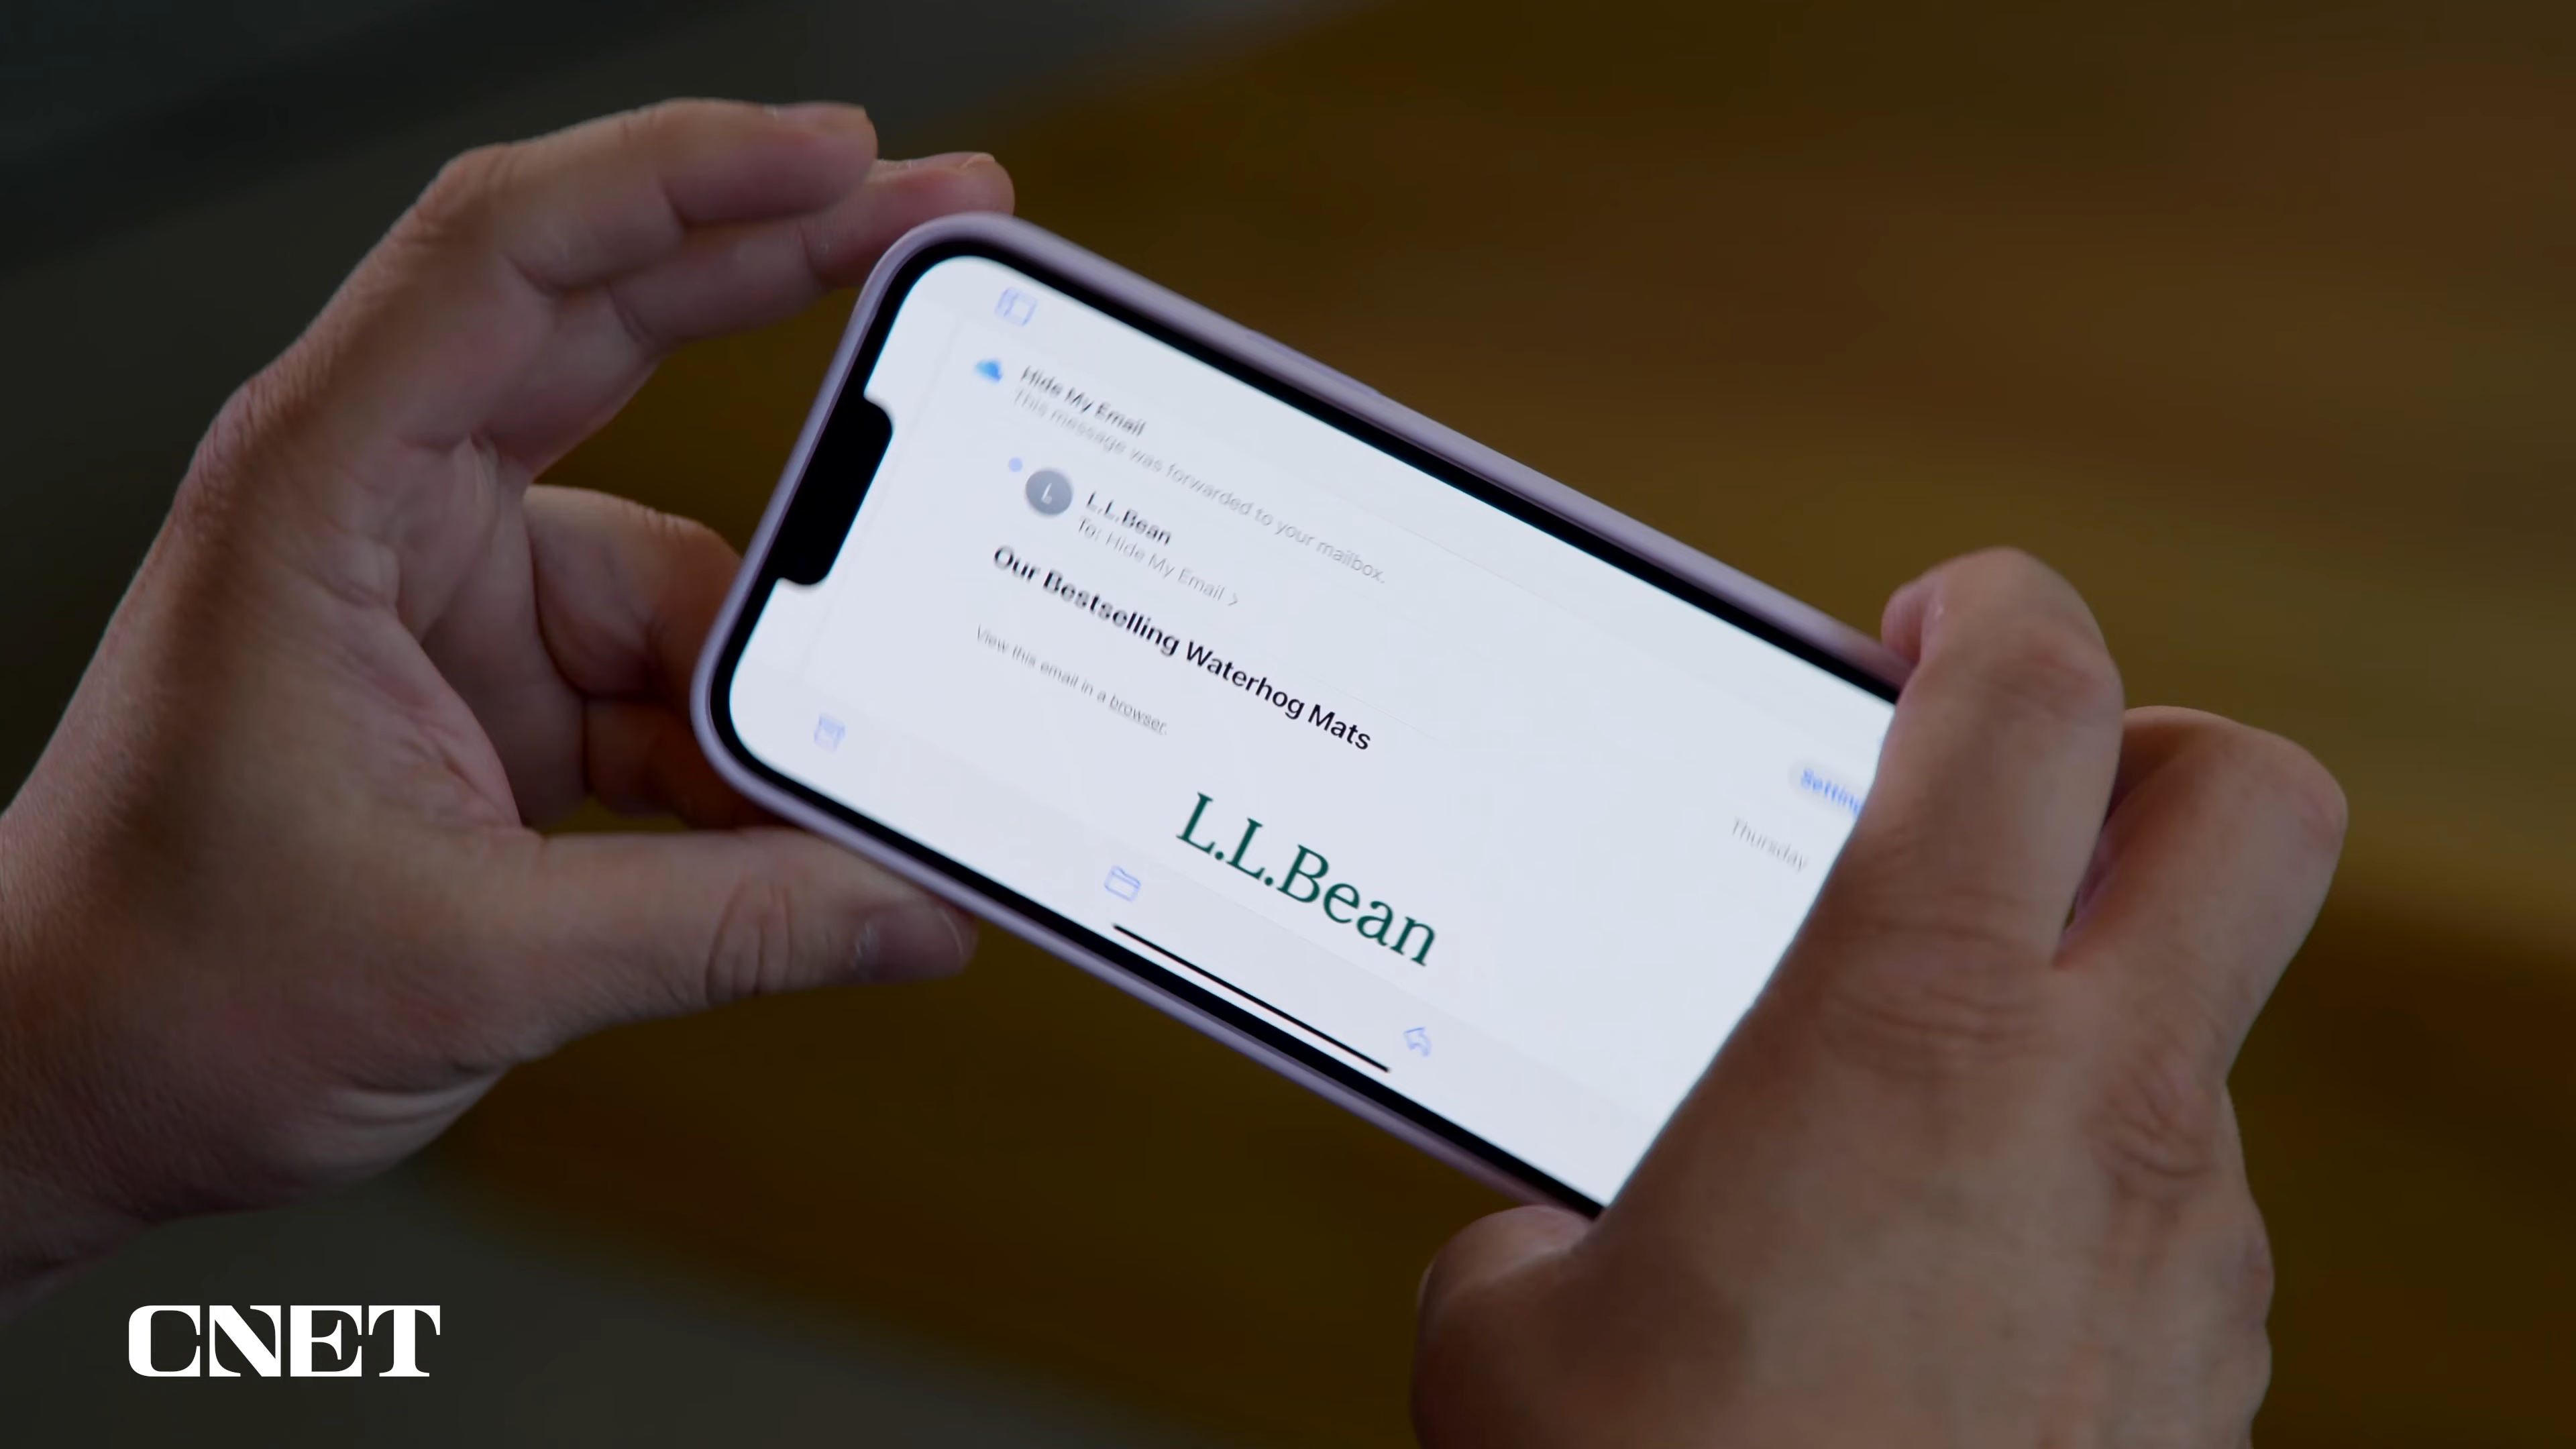 Hide My Email
This message was forwarded to your mailbox.
Settin
L
L.L.Bean
Thursday
To: Hide My Email >
Our Bestselling Waterhog Mats
View this email in a browser.
L.L.Bean
CNET